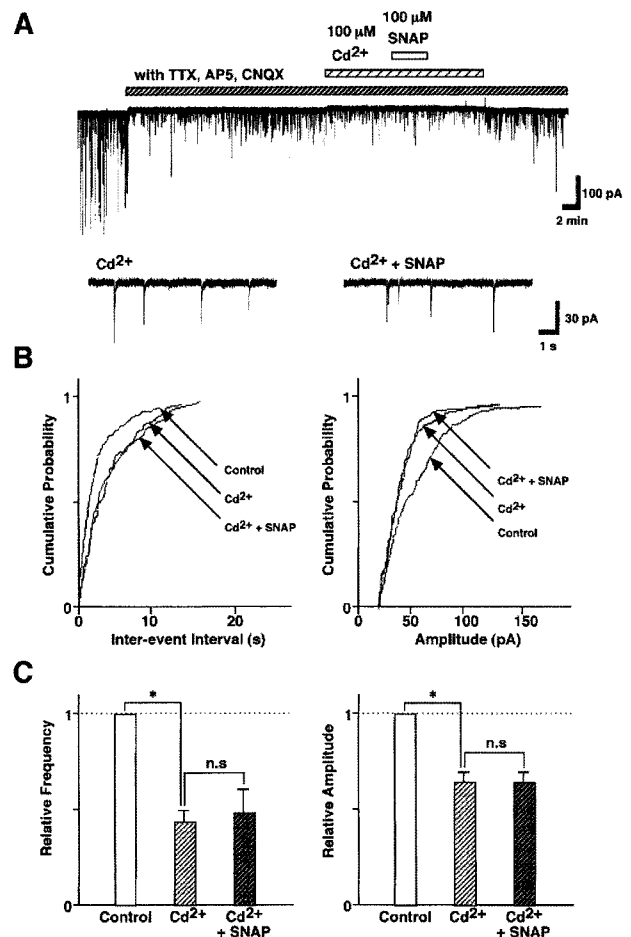 A
100 µM
SNAP
100 µM
Cd2+
with TTX, AP5, CNQX
100 pA
2 min
Cd2+
Cd2+ + SNAP
30 pA
1 s
B
Cumulative Probability
1
0
0
10
20
Inter-event Interval (s)
Control
Cd2+
Cd2+ + SNAP
Cumulative Probability
1
0
0
50
100
150
Amplitude (pA)
Cd2+ + SNAP
Cd2+
Control
C
Relative Frequency
1
0
*
n.s
Control
Cd2+
Cd2+
+ SNAP
Relative Amplitude
1
0
*
n.s
Control
Cd2+
Cd2+
+ SNAP